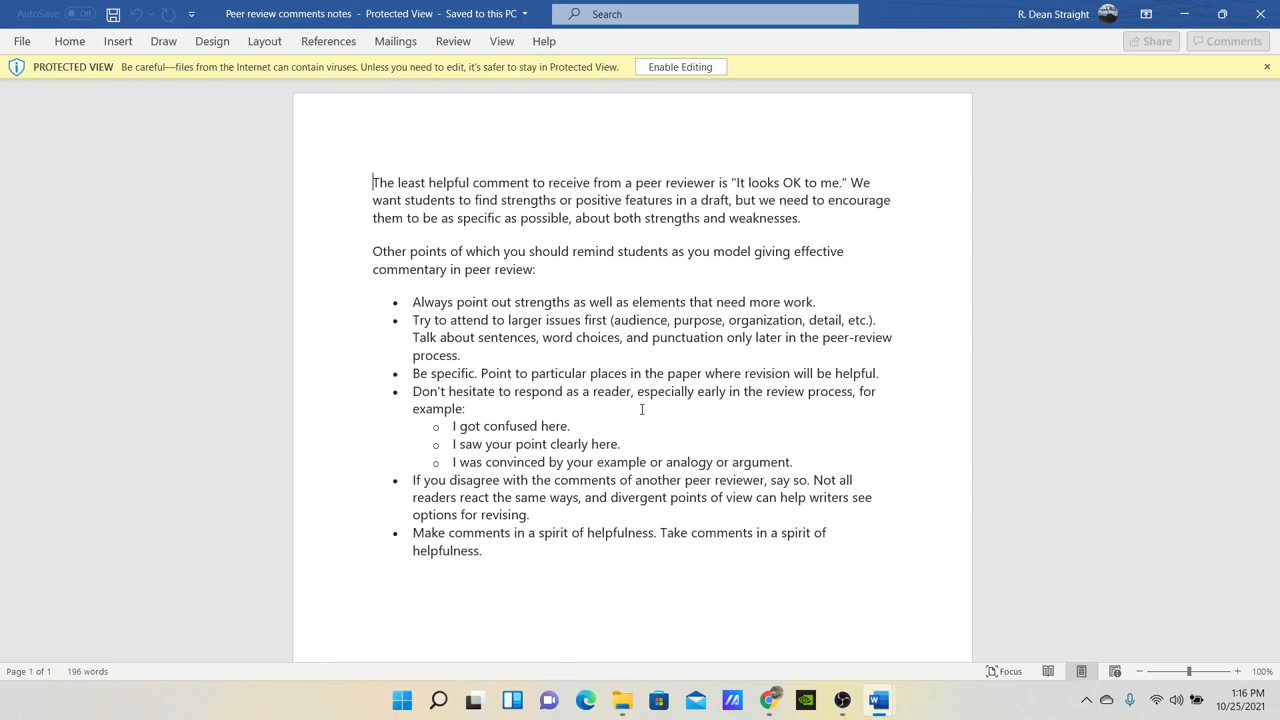 AutoSave Off Peer review comments notes - Protected View - Saved to this PC Search R. Dean Straight
File Home Insert Draw Design Layout References Mailings Review View Help Share Comments
PROTECTED VIEW Be careful—files from the Internet can contain viruses. Unless you need to edit, it's safer to stay in Protected View. Enable Editing
The least helpful comment to receive from a peer reviewer is "It looks OK to me." We
want students to find strengths or positive features in a draft, but we need to encourage
them to be as specific as possible, about both strengths and weaknesses.
Other points of which you should remind students as you model giving effective
commentary in peer review:
• Always point out strengths as well as elements that need more work.
• Try to attend to larger issues first (audience, purpose, organization, detail, etc.).
Talk about sentences, word choices, and punctuation only later in the peer-review
process.
• Be specific. Point to particular places in the paper where revision will be helpful.
• Don't hesitate to respond as a reader, especially early in the review process, for
example:
o I got confused here.
o I saw your point clearly here.
o I was convinced by your example or analogy or argument.
• If you disagree with the comments of another peer reviewer, say so. Not all
readers react the same ways, and divergent points of view can help writers see
options for revising.
• Make comments in a spirit of helpfulness. Take comments in a spirit of
helpfulness.
Page 1 of 1 196 words Focus 100%
1:16 PM
10/25/2021